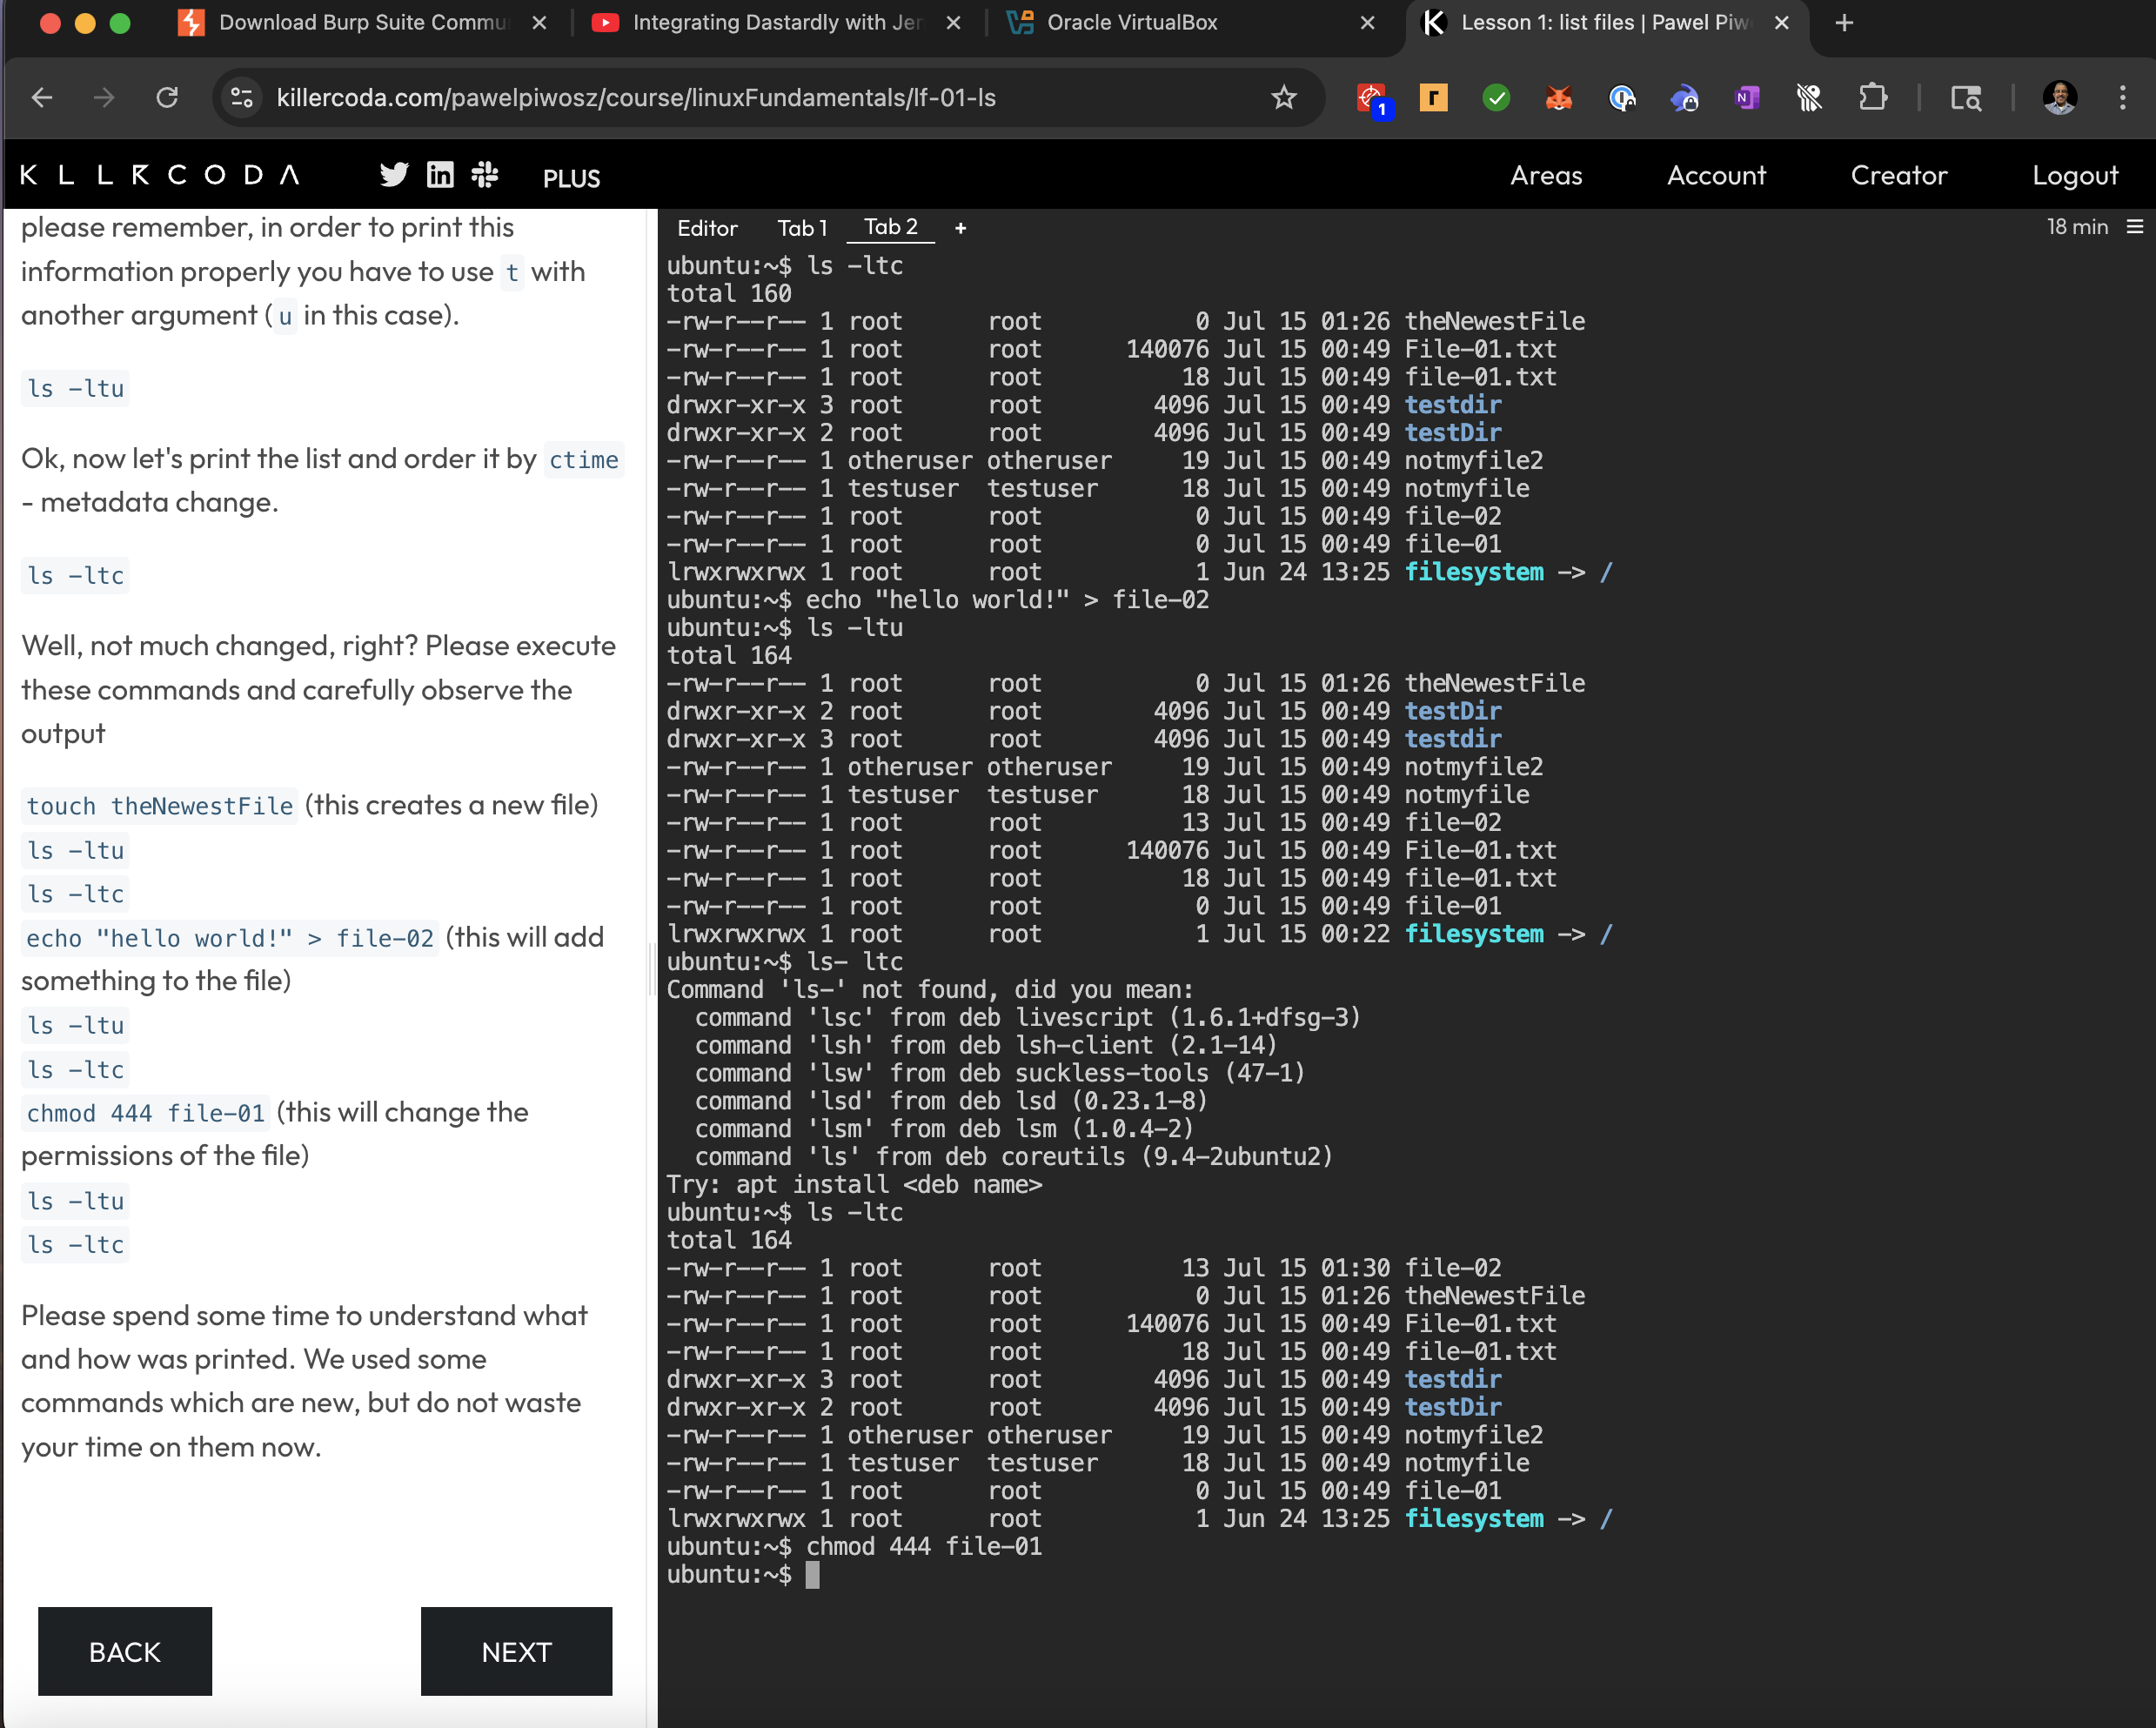 Download Burp Suite Commu
Integrating Dastardly with Jer
Oracle VirtualBox
Lesson 1: list files | Pawel Piw
killercoda.com/pawelpiwosz/course/linuxFundamentals/lf-01-ls
1
KLLRCODA
PLUS
Areas
Account
Creator
Logout
please remember, in order to print this
information properly you have to use t with
another argument ( u in this case).
ls -ltu
Ok, now let's print the list and order it by ctime
- metadata change.
ls -ltc
Well, not much changed, right? Please execute
these commands and carefully observe the
output
touch theNewestFile (this creates a new file)
ls -ltu
ls -ltc
echo "hello world!" > file-02 (this will add
something to the file)
ls -ltu
ls -ltc
chmod 444 file-01 (this will change the
permissions of the file)
ls -ltu
ls -ltc
Please spend some time to understand what
and how was printed. We used some
commands which are new, but do not waste
your time on them now.
BACK
NEXT
Editor
Tab 1
Tab 2
+
18 min
ubuntu:~$ ls -ltc
total 160
-rw-r--r-- 1 root      root           0 Jul 15 01:26 theNewestFile
-rw-r--r-- 1 root      root      140076 Jul 15 00:49 File-01.txt
-rw-r--r-- 1 root      root          18 Jul 15 00:49 file-01.txt
drwxr-xr-x 3 root      root        4096 Jul 15 00:49 testdir
drwxr-xr-x 2 root      root        4096 Jul 15 00:49 testDir
-rw-r--r-- 1 otheruser otheruser     19 Jul 15 00:49 notmyfile2
-rw-r--r-- 1 testuser  testuser      18 Jul 15 00:49 notmyfile
-rw-r--r-- 1 root      root           0 Jul 15 00:49 file-02
-rw-r--r-- 1 root      root           0 Jul 15 00:49 file-01
lrwxrwxrwx 1 root      root           1 Jun 24 13:25 filesystem -> /
ubuntu:~$ echo "hello world!" > file-02
ubuntu:~$ ls -ltu
total 164
-rw-r--r-- 1 root      root           0 Jul 15 01:26 theNewestFile
drwxr-xr-x 2 root      root        4096 Jul 15 00:49 testDir
drwxr-xr-x 3 root      root        4096 Jul 15 00:49 testdir
-rw-r--r-- 1 otheruser otheruser     19 Jul 15 00:49 notmyfile2
-rw-r--r-- 1 testuser  testuser      18 Jul 15 00:49 notmyfile
-rw-r--r-- 1 root      root          13 Jul 15 00:49 file-02
-rw-r--r-- 1 root      root      140076 Jul 15 00:49 File-01.txt
-rw-r--r-- 1 root      root          18 Jul 15 00:49 file-01.txt
-rw-r--r-- 1 root      root           0 Jul 15 00:49 file-01
lrwxrwxrwx 1 root      root           1 Jul 15 00:22 filesystem -> /
ubuntu:~$ ls- ltc
Command 'ls-' not found, did you mean:
  command 'lsc' from deb livescript (1.6.1+dfsg-3)
  command 'lsh' from deb lsh-client (2.1-14)
  command 'lsw' from deb suckless-tools (47-1)
  command 'lsd' from deb lsd (0.23.1-8)
  command 'lsm' from deb lsm (1.0.4-2)
  command 'ls' from deb coreutils (9.4-2ubuntu2)
Try: apt install <deb name>
ubuntu:~$ ls -ltc
total 164
-rw-r--r-- 1 root      root          13 Jul 15 01:30 file-02
-rw-r--r-- 1 root      root           0 Jul 15 01:26 theNewestFile
-rw-r--r-- 1 root      root      140076 Jul 15 00:49 File-01.txt
-rw-r--r-- 1 root      root          18 Jul 15 00:49 file-01.txt
drwxr-xr-x 3 root      root        4096 Jul 15 00:49 testdir
drwxr-xr-x 2 root      root        4096 Jul 15 00:49 testDir
-rw-r--r-- 1 otheruser otheruser     19 Jul 15 00:49 notmyfile2
-rw-r--r-- 1 testuser  testuser      18 Jul 15 00:49 notmyfile
-rw-r--r-- 1 root      root           0 Jul 15 00:49 file-01
lrwxrwxrwx 1 root      root           1 Jun 24 13:25 filesystem -> /
ubuntu:~$ chmod 444 file-01
ubuntu:~$